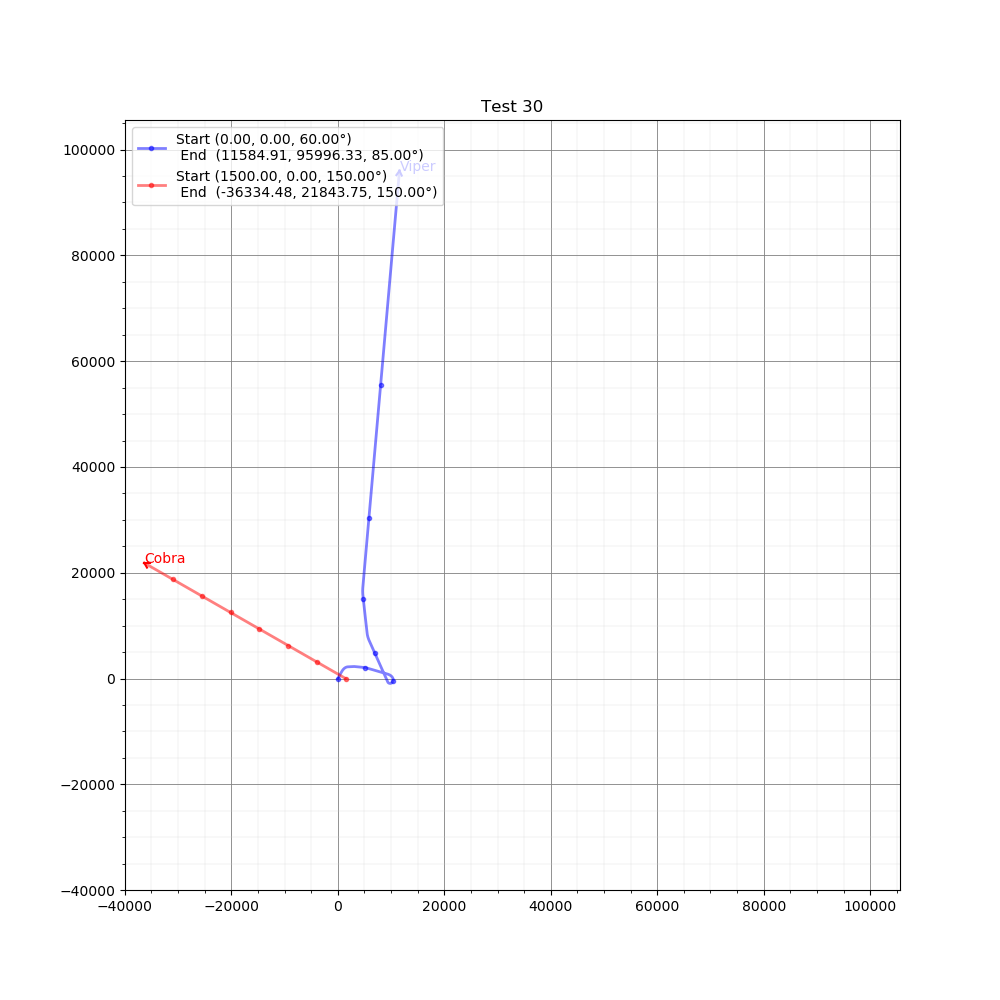 Test 30
Start (0.00, 0.00, 60.00°)
End (11584.91, 95996.33, 85.00°)
Start (1500.00, 0.00, 150.00°)
End (-36334.48, 21843.75, 150.00°)
Viper
Cobra
100000
80000
60000
40000
20000
0
−20000
−40000
−40000 −20000 0 20000 40000 60000 80000 100000